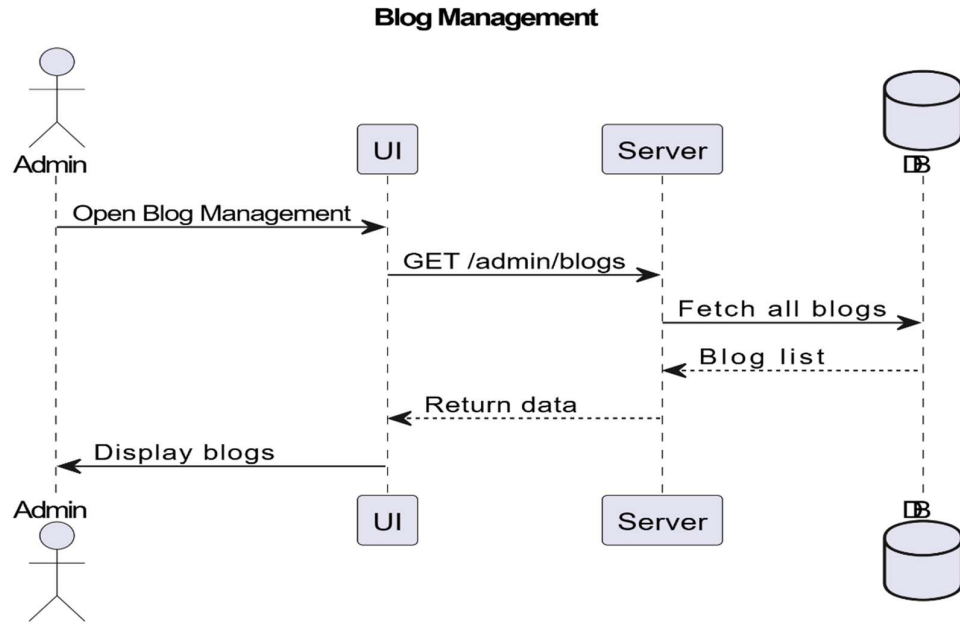 Blog Management
Admin
UI
Server
DB
Open Blog Management
GET /admin/blogs
Fetch all blogs
Blog list
Return data
Display blogs
Admin
UI
Server
DB